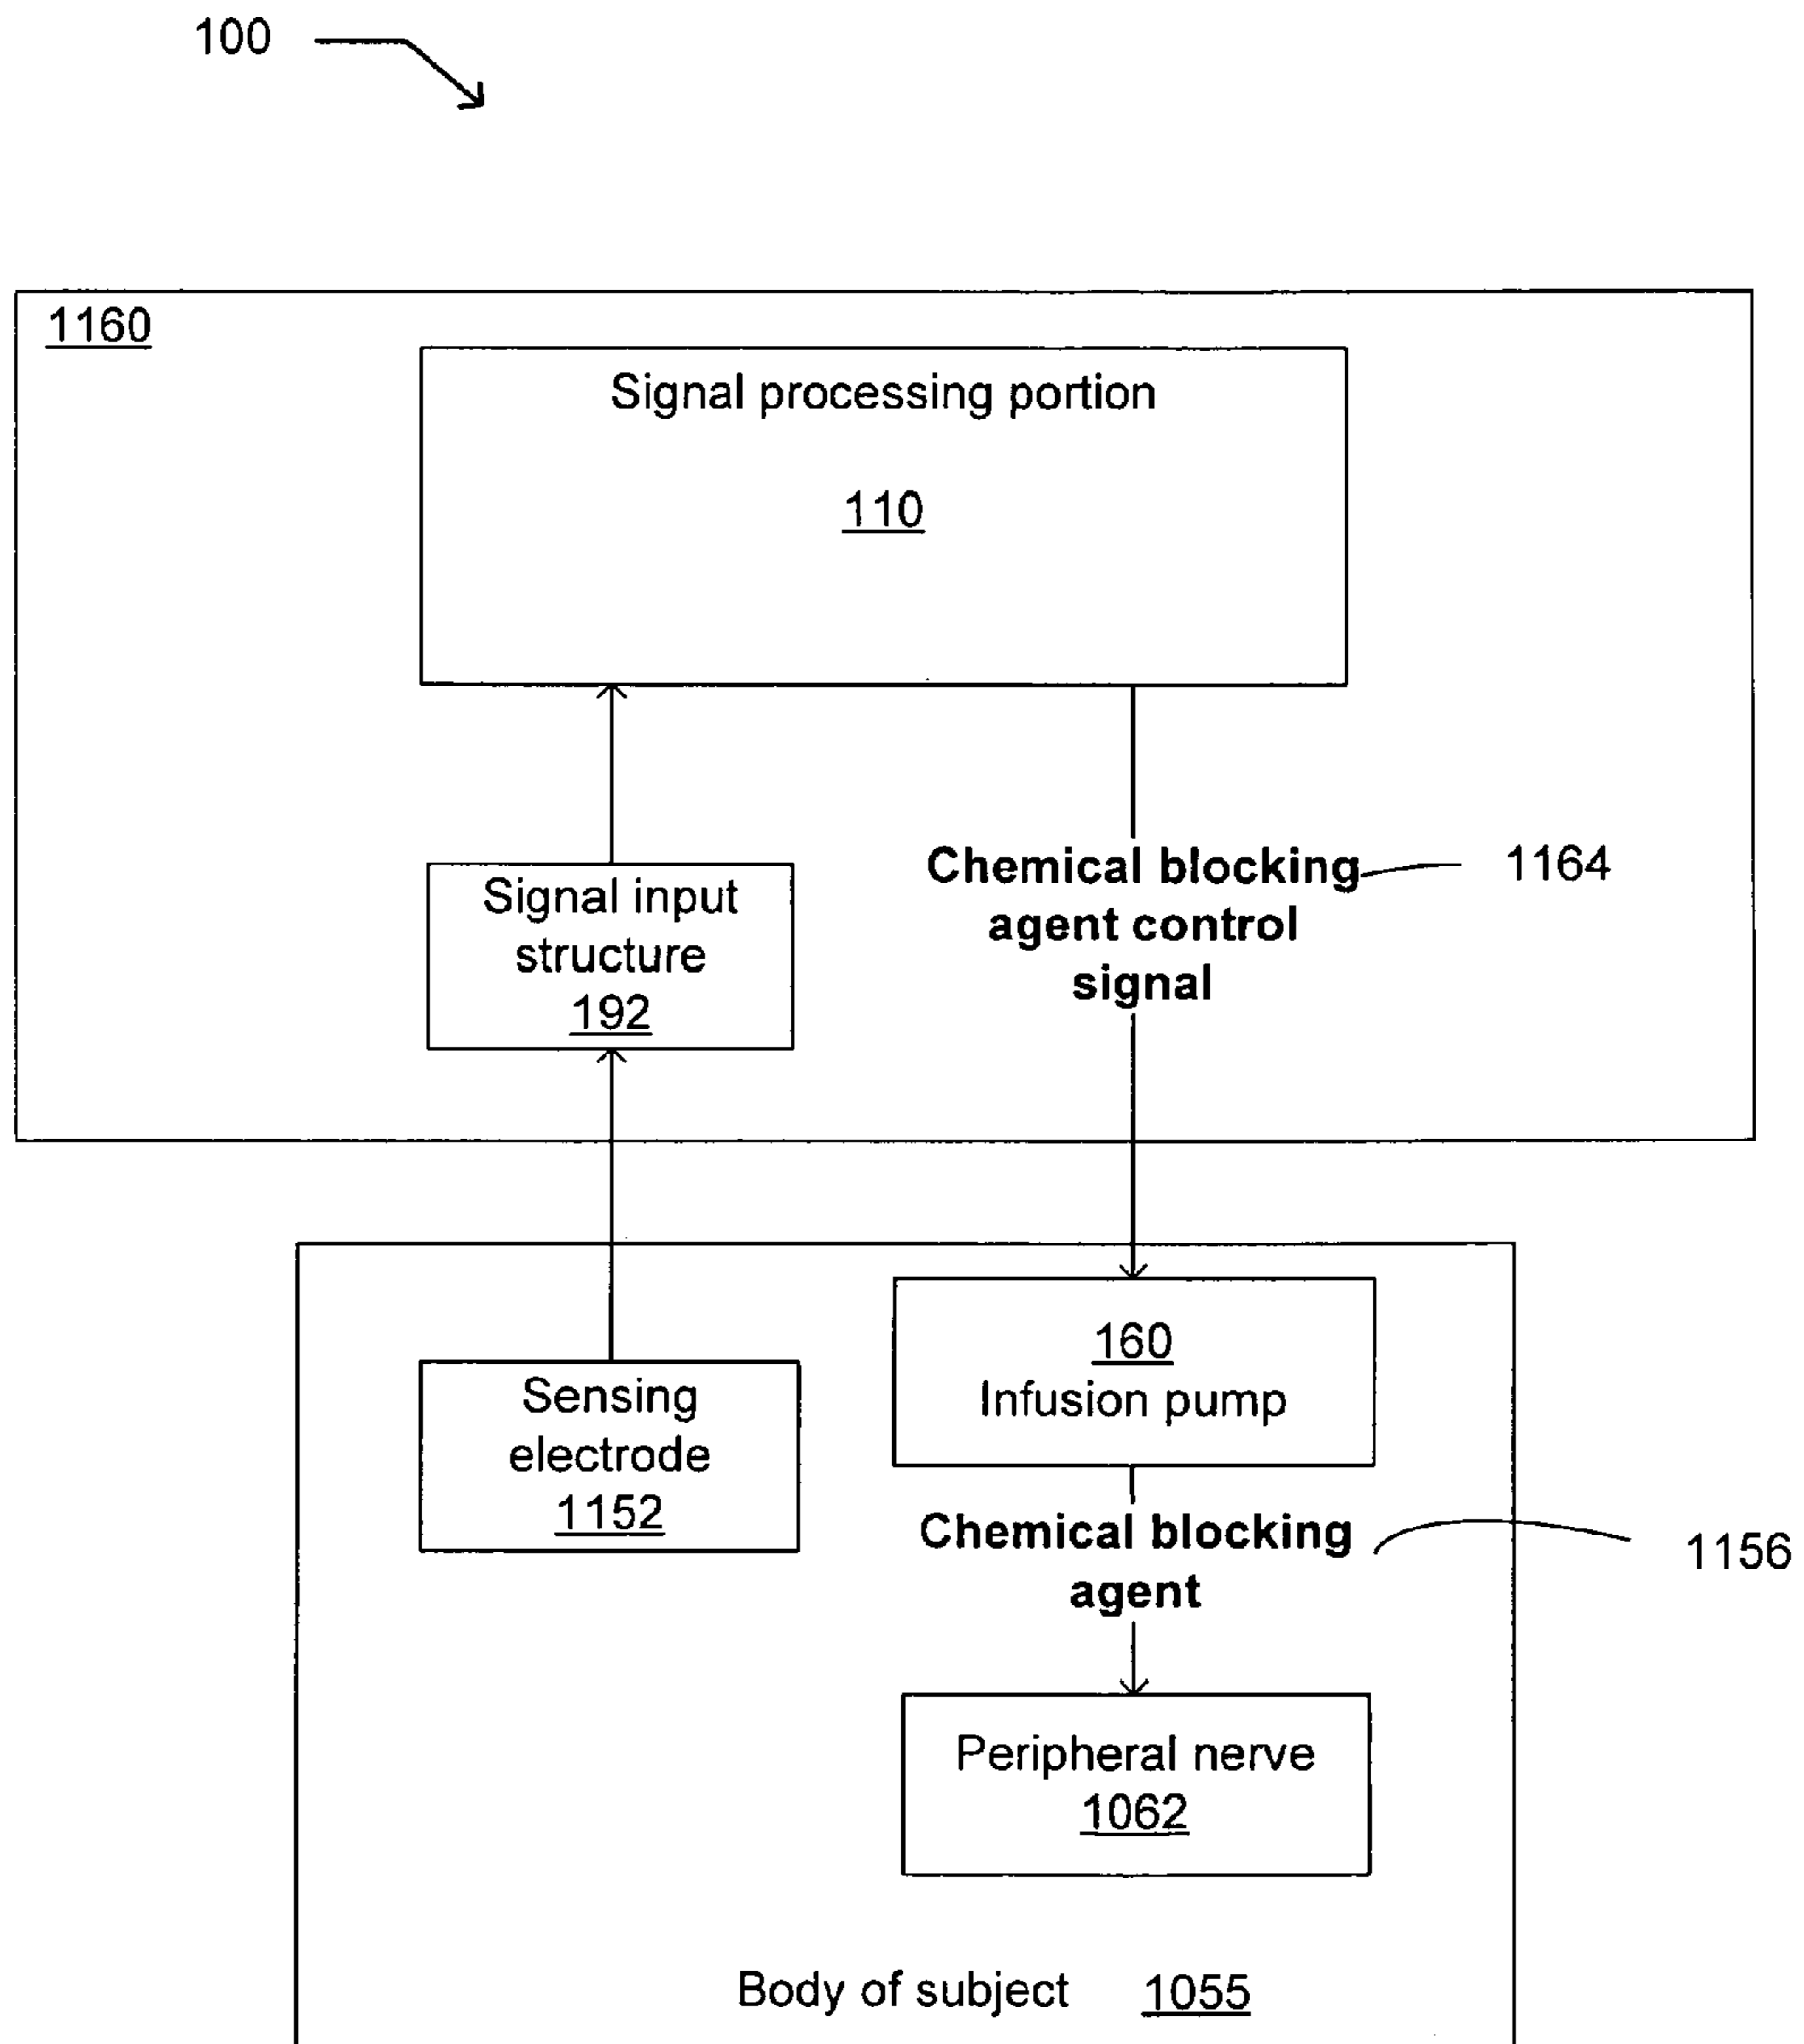 100
1160
Signal processing portion
110
Signal input
structure
192
Chemical blocking
agent control
signal
1164
160
Infusion pump
Sensing
electrode
1152
Chemical blocking
agent
1156
Peripheral nerve
1062
Body of subject 1055